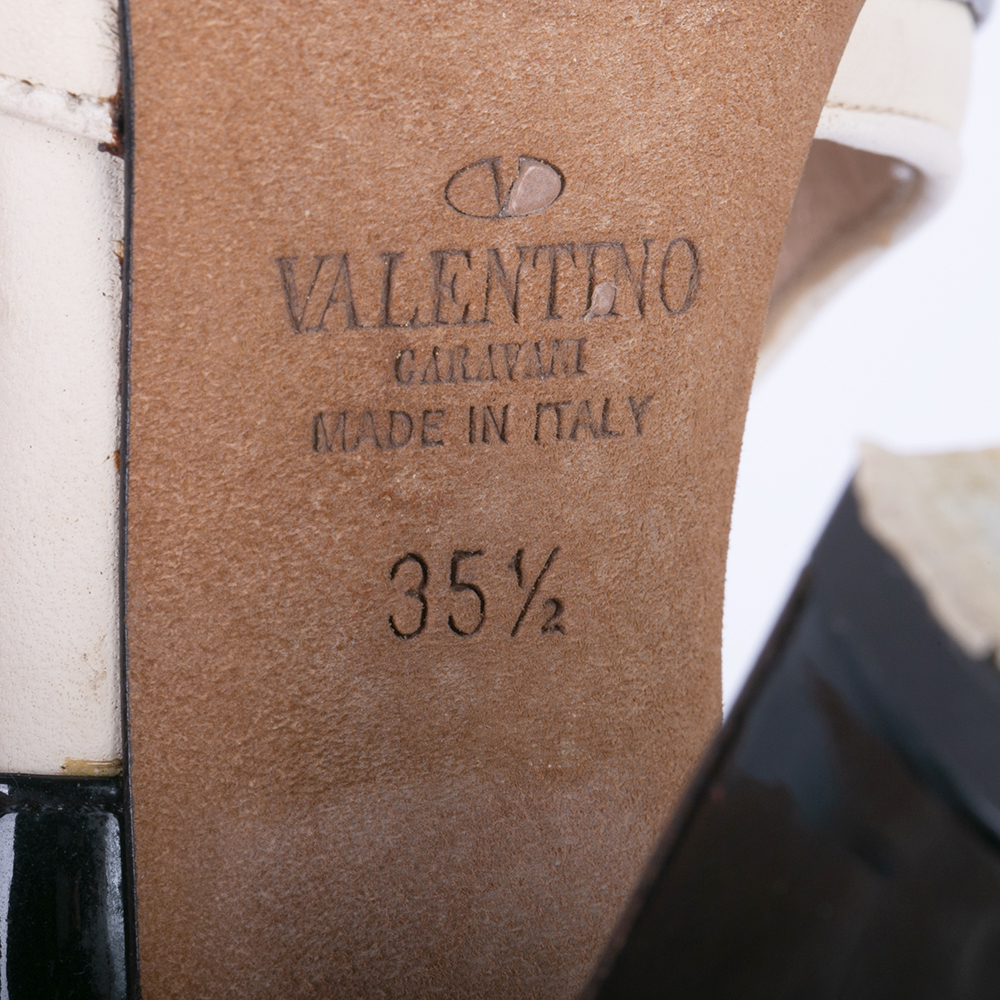 V
VALENTINO
GARAVANI
MADE IN ITALY
35½